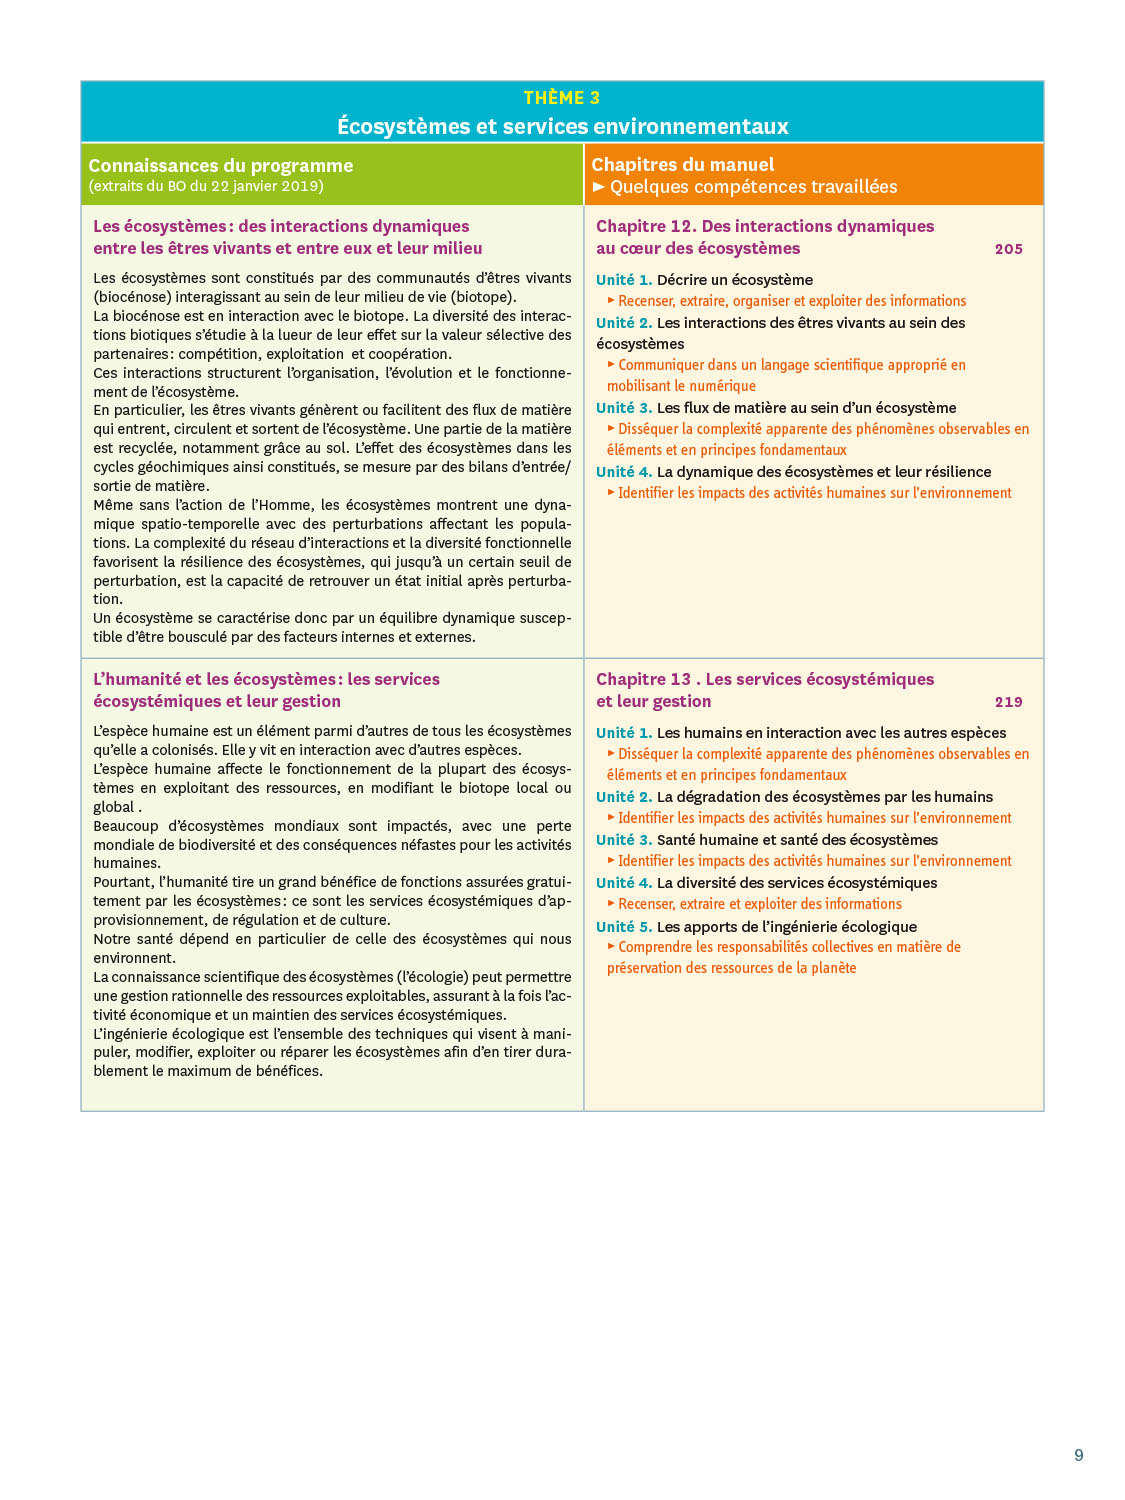 THÈME 3
Écosystèmes et services environnementaux
Connaissances du programme
(extraits du BO du 22 janvier 2019)
Chapitres du manuel
► Quelques compétences travaillées
Les écosystèmes : des interactions dynamiques
entre les êtres vivants et entre eux et leur milieu
Les écosystèmes sont constitués par des communautés d’êtres vivants
(biocénose) interagissant au sein de leur milieu de vie (biotope).
La biocénose est en interaction avec le biotope. La diversité des interac-
tions biotiques s’étudie à la lueur de leur effet sur la valeur sélective des
partenaires : compétition, exploitation et coopération.
Ces interactions structurent l’organisation, l’évolution et le fonctionne-
ment de l’écosystème.
En particulier, les êtres vivants génèrent ou facilitent des flux de matière
qui entrent, circulent et sortent de l’écosystème. Une partie de la matière
est recyclée, notamment grâce au sol. L’effet des écosystèmes dans les
cycles géochimiques ainsi constitués, se mesure par des bilans d’entrée/
sortie de matière.
Même sans l’action de l’Homme, les écosystèmes montrent une dyna-
mique spatio-temporelle avec des perturbations affectant les popula-
tions. La complexité du réseau d’interactions et la diversité fonctionnelle
favorisent la résilience des écosystèmes, qui jusqu’à un certain seuil de
perturbation, est la capacité de retrouver un état initial après perturba-
tion.
Un écosystème se caractérise donc par un équilibre dynamique suscep-
tible d’être bousculé par des facteurs internes et externes.
Chapitre 12. Des interactions dynamiques
au cœur des écosystèmes 205
Unité 1. Décrire un écosystème
► Recenser, extraire, organiser et exploiter des informations
Unité 2. Les interactions des êtres vivants au sein des
écosystèmes
► Communiquer dans un langage scientifique approprié en
mobilisant le numérique
Unité 3. Les flux de matière au sein d’un écosystème
► Disséquer la complexité apparente des phénomènes observables en
éléments et en principes fondamentaux
Unité 4. La dynamique des écosystèmes et leur résilience
► Identifier les impacts des activités humaines sur l'environnement
L’humanité et les écosystèmes : les services
écosystémiques et leur gestion
L’espèce humaine est un élément parmi d’autres de tous les écosystèmes
qu’elle a colonisés. Elle y vit en interaction avec d’autres espèces.
L’espèce humaine affecte le fonctionnement de la plupart des écosys-
tèmes en exploitant des ressources, en modifiant le biotope local ou
global .
Beaucoup d’écosystèmes mondiaux sont impactés, avec une perte
mondiale de biodiversité et des conséquences néfastes pour les activités
humaines.
Pourtant, l’humanité tire un grand bénéfice de fonctions assurées gratui-
tement par les écosystèmes : ce sont les services écosystémiques d’ap-
provisionnement, de régulation et de culture.
Notre santé dépend en particulier de celle des écosystèmes qui nous
environnent.
La connaissance scientifique des écosystèmes (l’écologie) peut permettre
une gestion rationnelle des ressources exploitables, assurant à la fois l’ac-
tivité économique et un maintien des services écosystémiques.
L’ingénierie écologique est l’ensemble des techniques qui visent à mani-
puler, modifier, exploiter ou réparer les écosystèmes afin d’en tirer dura-
blement le maximum de bénéfices.
Chapitre 13 . Les services écosystémiques
et leur gestion 219
Unité 1. Les humains en interaction avec les autres espèces
► Disséquer la complexité apparente des phénomènes observables en
éléments et en principes fondamentaux
Unité 2. La dégradation des écosystèmes par les humains
► Identifier les impacts des activités humaines sur l'environnement
Unité 3. Santé humaine et santé des écosystèmes
► Identifier les impacts des activités humaines sur l'environnement
Unité 4. La diversité des services écosystémiques
► Recenser, extraire et exploiter des informations
Unité 5. Les apports de l’ingénierie écologique
► Comprendre les responsabilités collectives en matière de
préservation des ressources de la planète
9